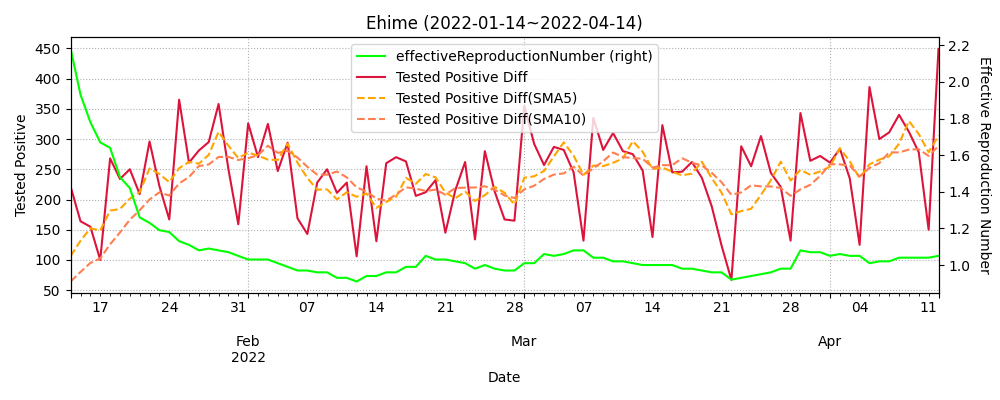 Ehime (2022-01-14~2022-04-14)
effectiveReproductionNumber (right)
Tested Positive Diff
Tested Positive Diff(SMA5)
Tested Positive Diff(SMA10)
Tested Positive
450
400
350
300
250
200
150
100
50
2.2
2.0
1.8
1.6
1.4
1.2
1.0
Effective Reproduction Number
17 24 31 07 14 21 28 07 14 21 28 04 11
Feb Mar Apr
2022
Date